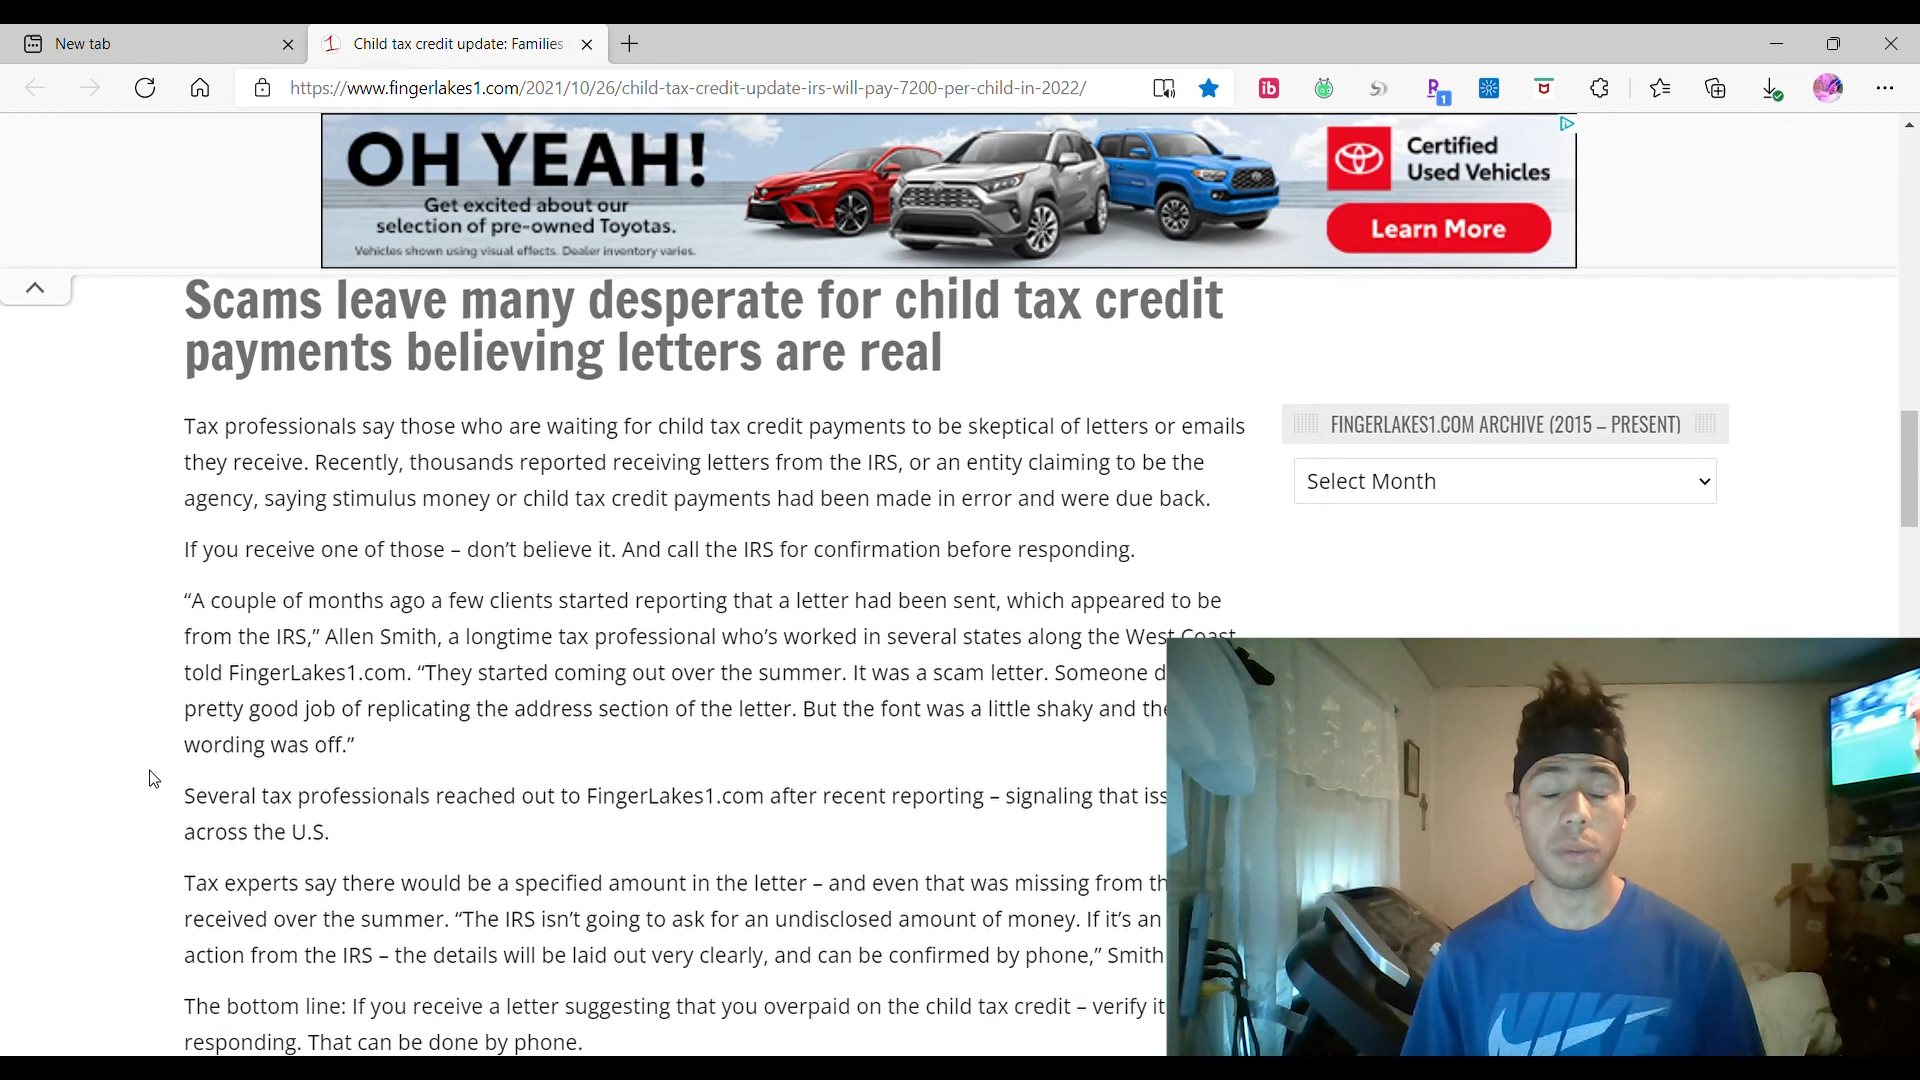 New tab
Child tax credit update: Families
https://www.fingerlakes1.com/2021/10/26/child-tax-credit-update-irs-will-pay-7200-per-child-in-2022/
ib
1
OH YEAH!
Get excited about our
selection of pre-owned Toyotas.
Vehicles shown using visual effects. Dealer inventory varies.
Certified
Used Vehicles
Learn More
Scams leave many desperate for child tax credit
payments believing letters are real
Tax professionals say those who are waiting for child tax credit payments to be skeptical of letters or emails
they receive. Recently, thousands reported receiving letters from the IRS, or an entity claiming to be the
agency, saying stimulus money or child tax credit payments had been made in error and were due back.
If you receive one of those – don’t believe it. And call the IRS for confirmation before responding.
“A couple of months ago a few clients started reporting that a letter had been sent, which appeared to be
from the IRS,” Allen Smith, a longtime tax professional who’s worked in several states along the West Coast
told FingerLakes1.com. “They started coming out over the summer. It was a scam letter. Someone d
pretty good job of replicating the address section of the letter. But the font was a little shaky and the
wording was off.”
Several tax professionals reached out to FingerLakes1.com after recent reporting – signaling that iss
across the U.S.
Tax experts say there would be a specified amount in the letter – and even that was missing from th
received over the summer. “The IRS isn’t going to ask for an undisclosed amount of money. If it’s an
action from the IRS – the details will be laid out very clearly, and can be confirmed by phone,” Smith
The bottom line: If you receive a letter suggesting that you overpaid on the child tax credit – verify it
responding. That can be done by phone.
FINGERLAKES1.COM ARCHIVE (2015 – PRESENT)
Select Month
NIKE